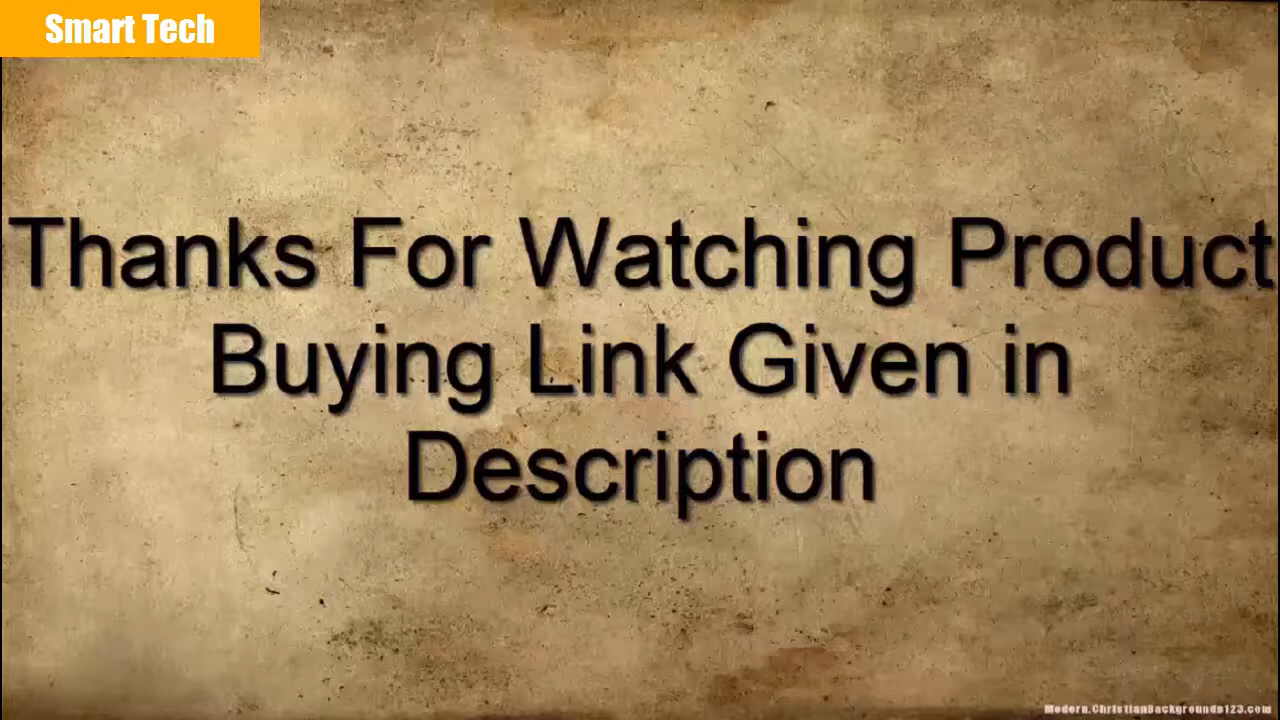 Smart Tech
Thanks For Watching Product
Buying Link Given in
Description
Modern.ChristianBackgrounds123.com